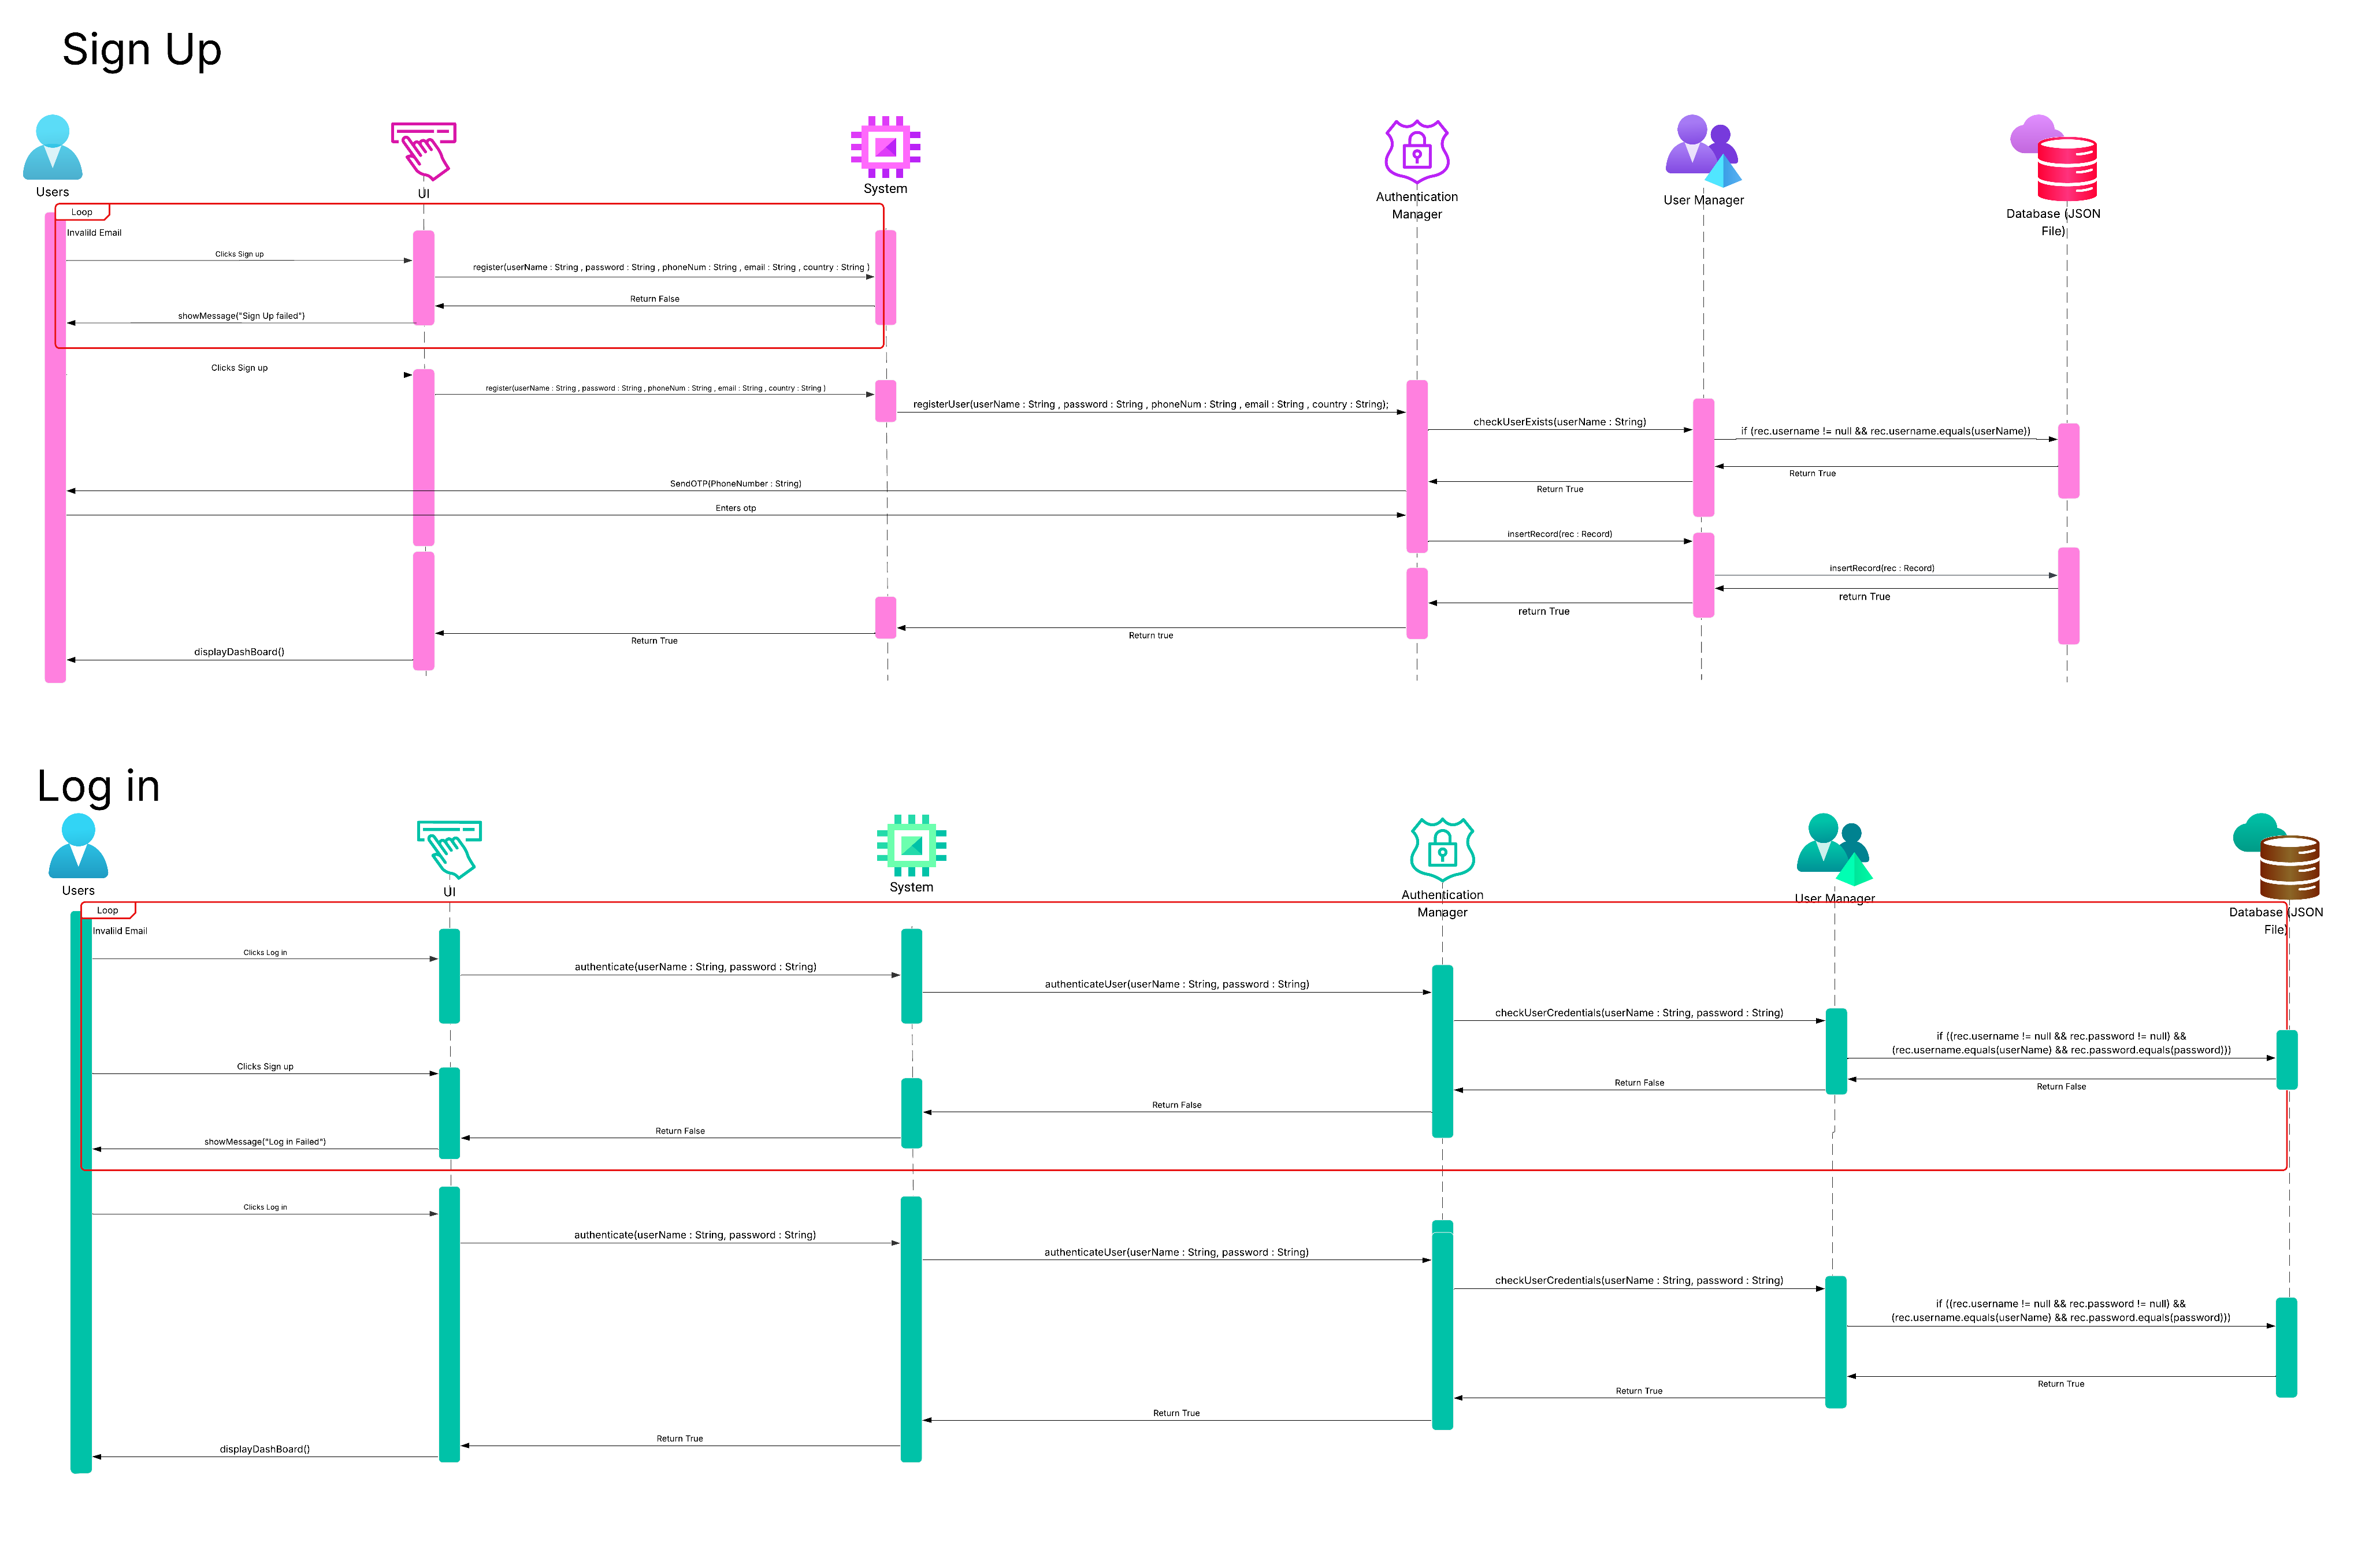 Sign Up
Users
UI
System
Authentication
Manager
User Manager
Database (JSON
File)
Loop
Invalild Email
Clicks Sign up
register(userName : String , password : String , phoneNum : String , email : String , country : String )
Return False
showMessage("Sign Up failed")
Clicks Sign up
register(userName : String , password : String , phoneNum : String , email : String , country : String )
registerUser(userName : String , password : String , phoneNum : String , email : String , country : String);
checkUserExists(userName : String)
if (rec.username != null && rec.username.equals(userName))
Return True
Return True
SendOTP(PhoneNumber : String)
Enters otp
insertRecord(rec : Record)
insertRecord(rec : Record)
return True
return True
Return true
Return True
displayDashBoard()
Log in
Users
UI
System
Authentication
Manager
User Manager
Database (JSON
File)
Loop
Invalild Email
Clicks Log in
authenticate(userName : String, password : String)
authenticateUser(userName : String, password : String)
checkUserCredentials(userName : String, password : String)
if ((rec.username != null && rec.password != null) &&
(rec.username.equals(userName) && rec.password.equals(password)))
Clicks Sign up
Return False
Return False
Return False
Return False
showMessage("Log in Failed")
Clicks Log in
authenticate(userName : String, password : String)
authenticateUser(userName : String, password : String)
checkUserCredentials(userName : String, password : String)
if ((rec.username != null && rec.password != null) &&
(rec.username.equals(userName) && rec.password.equals(password)))
Return True
Return True
Return True
Return True
displayDashBoard()